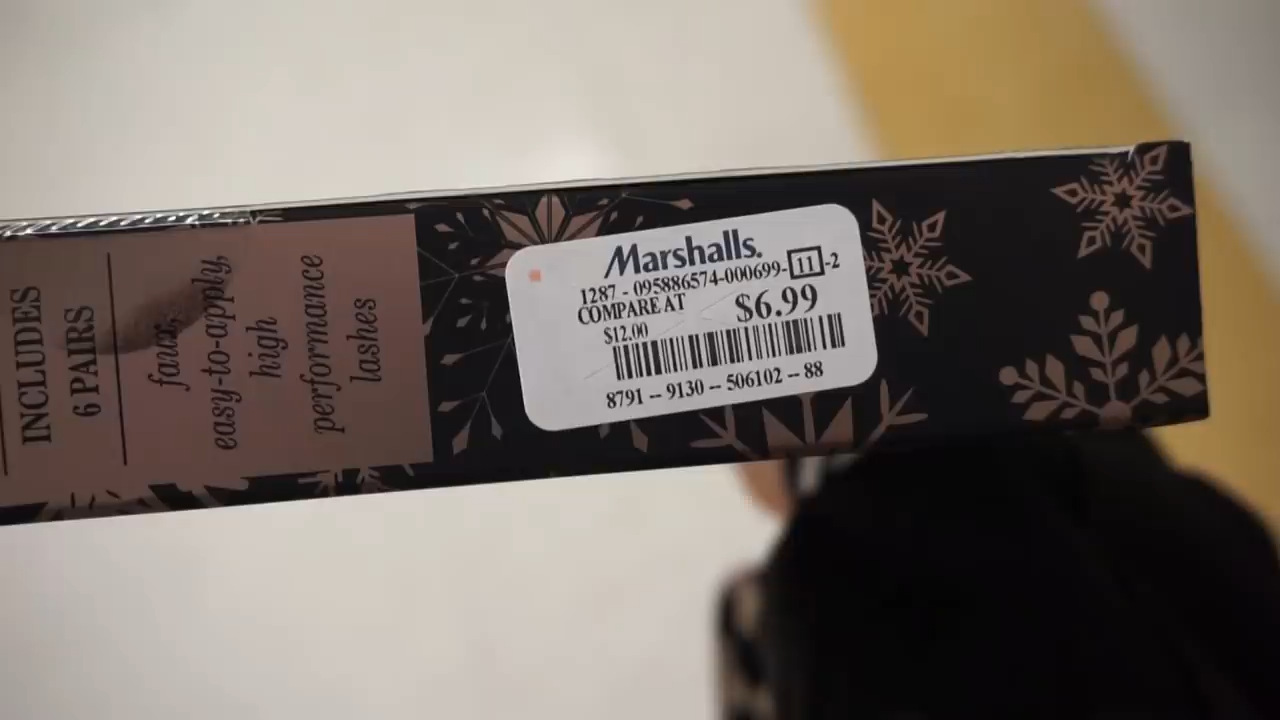 INCLUDES
6 PAIRS
faux,
easy-to-apply,
high
performance
lashes
Marshalls.
1287 - 095886574-000699-11-2
COMPARE AT
$6.99
$12.00
8791 -- 9130 -- 506102 -- 88